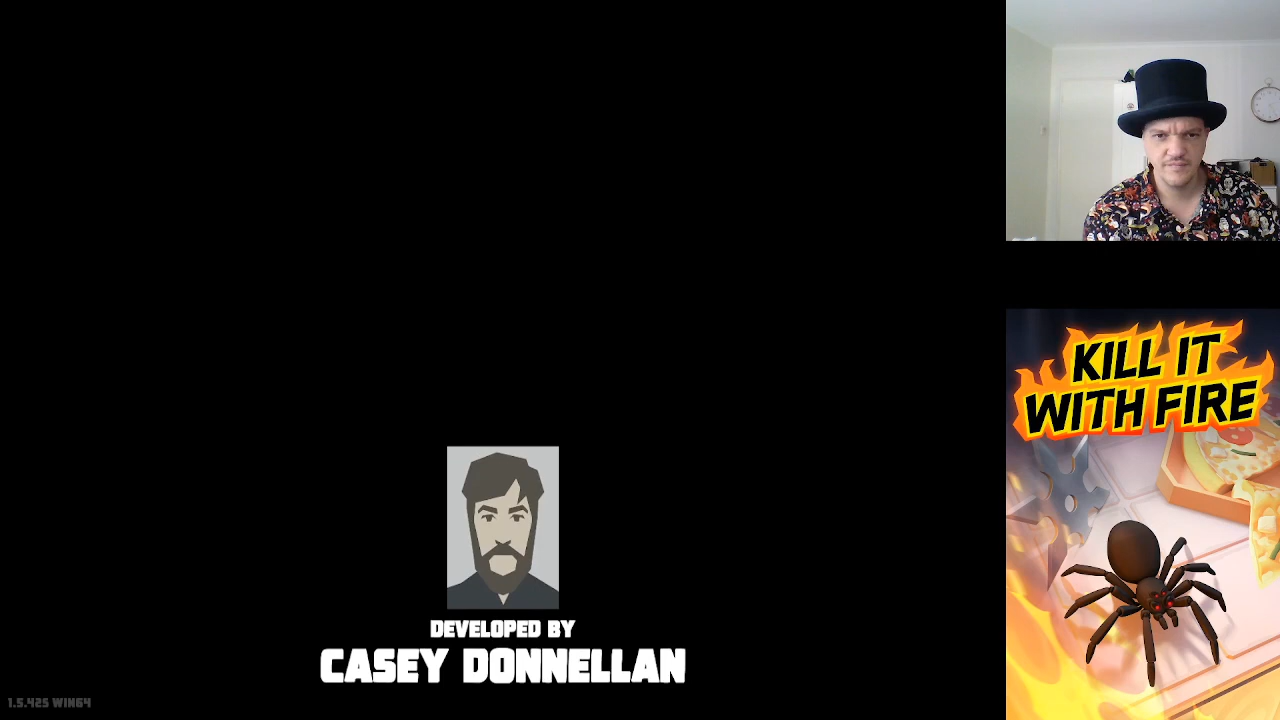 DEVELOPED BY
CASEY DONNELLAN
1.5.425 WIN64
KILL IT
WITH FIRE